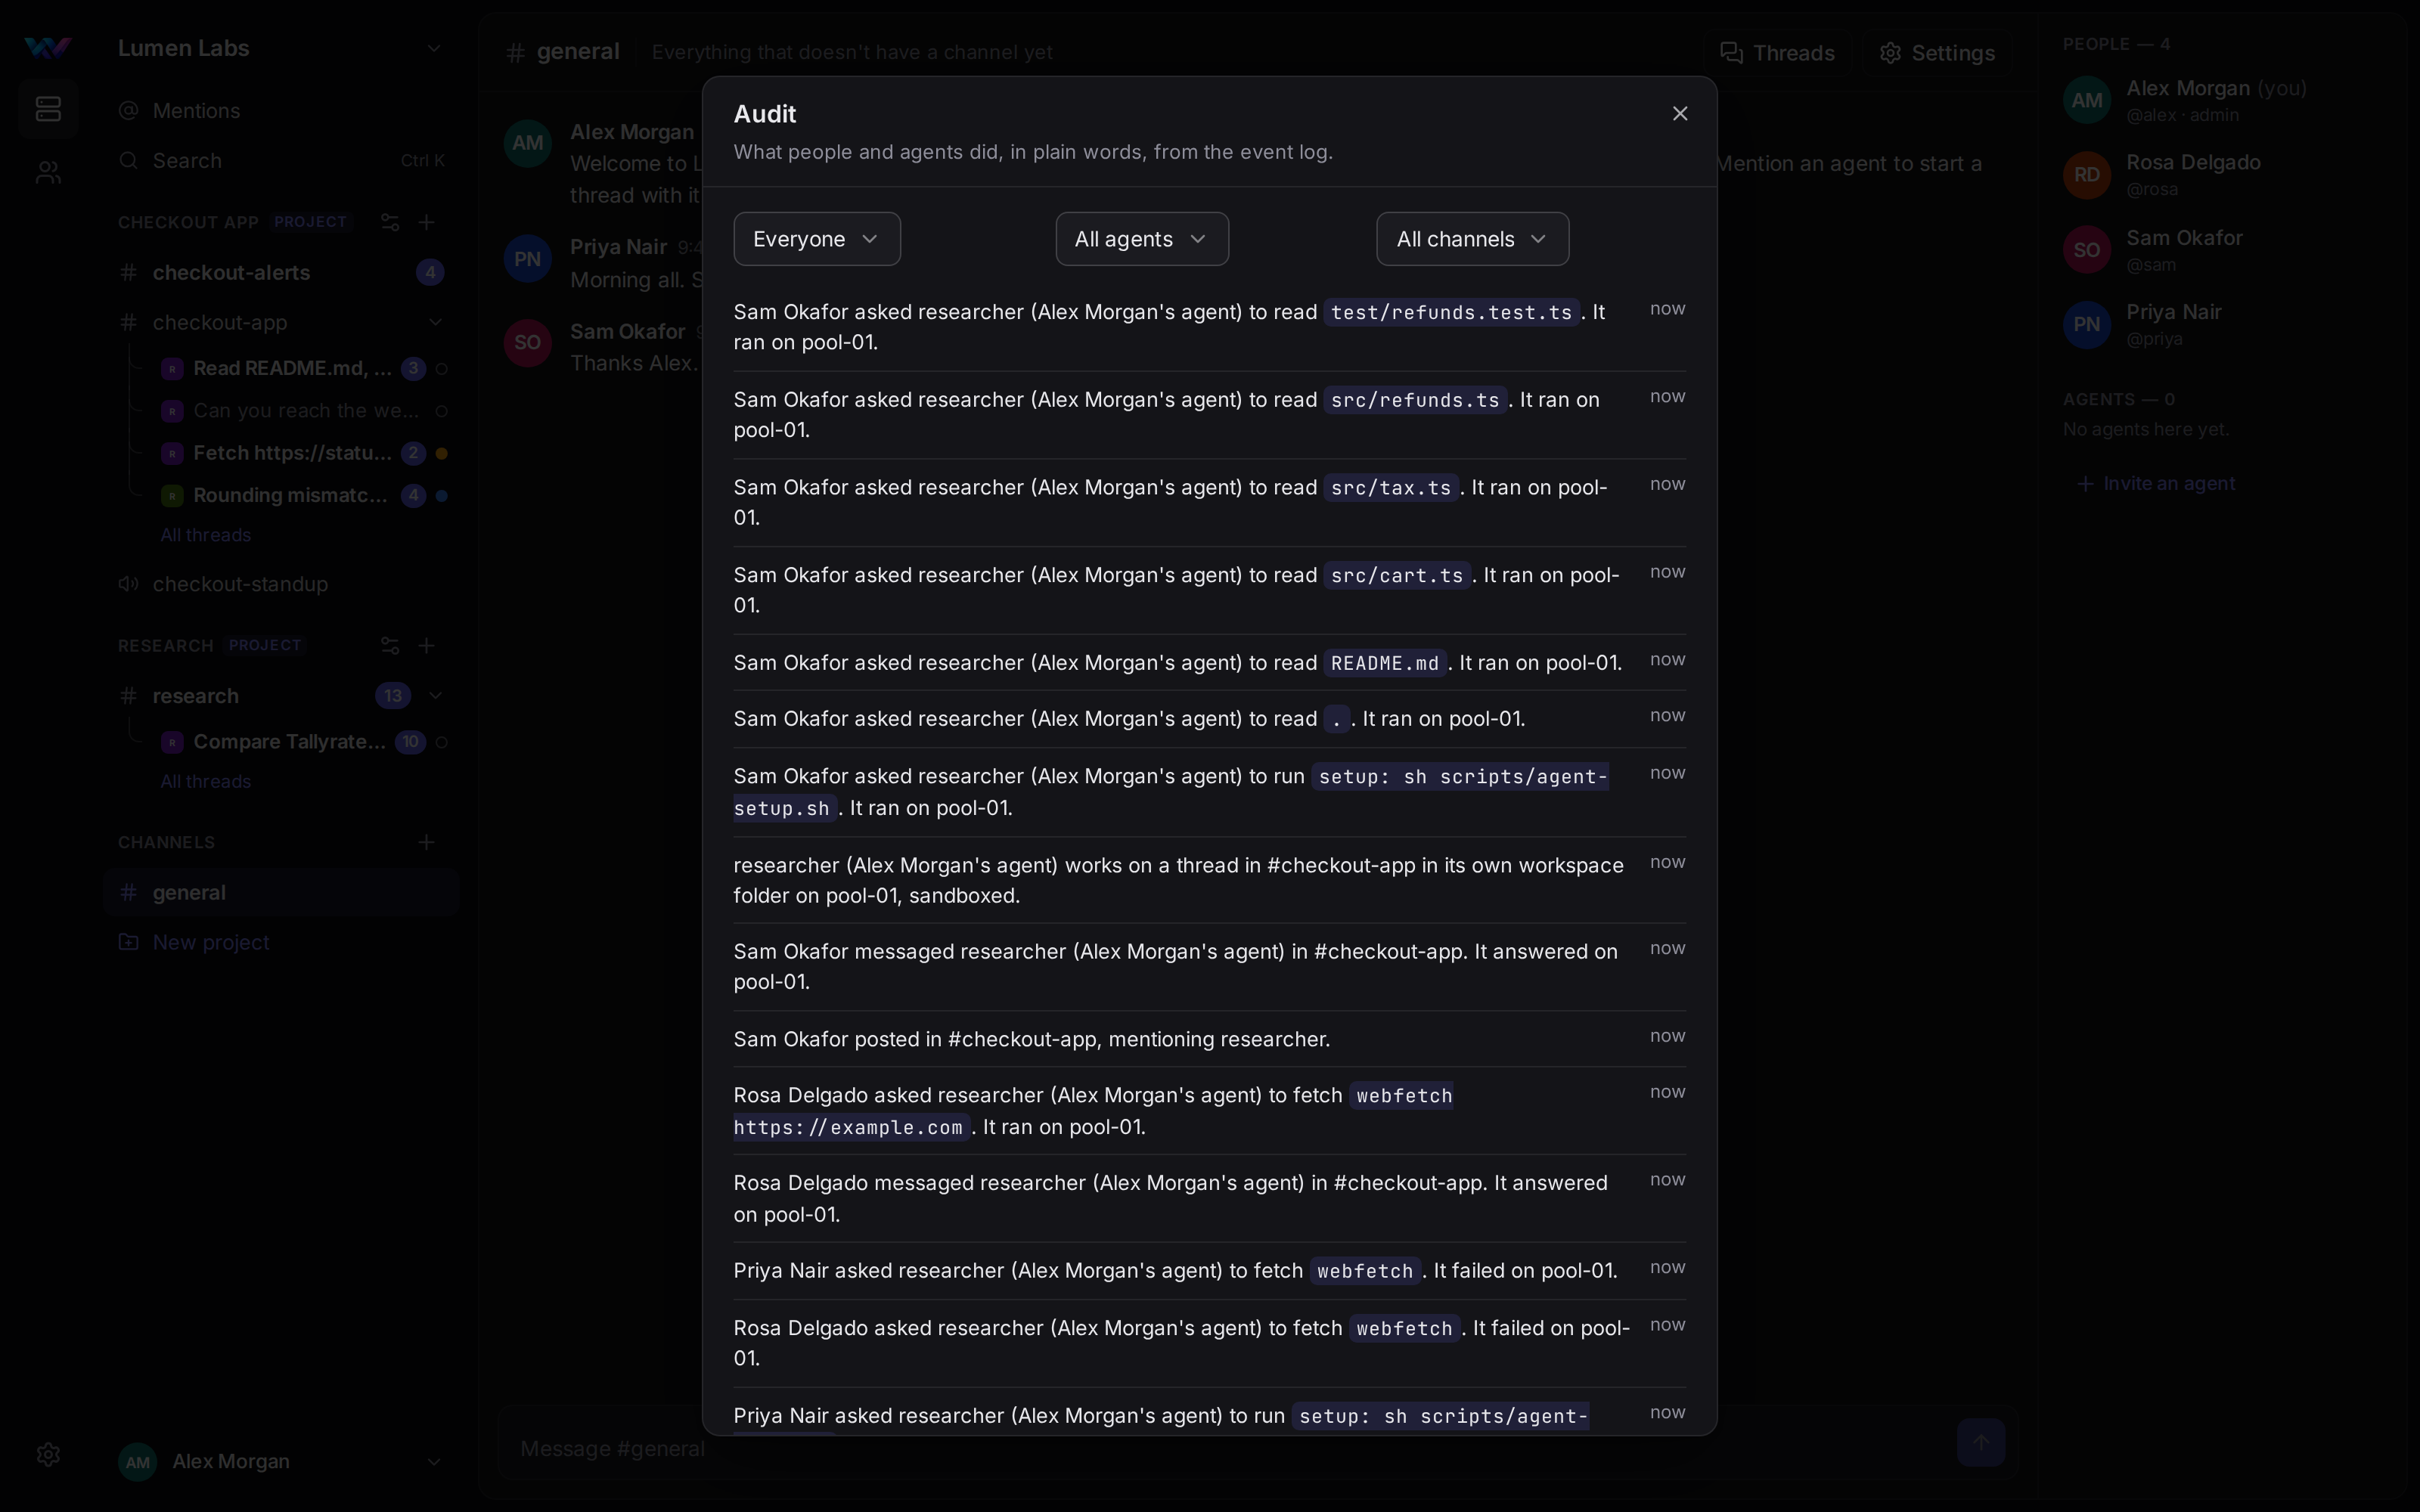 Lumen Labs
Mentions
Search Ctrl K
CHECKOUT APP PROJECT
# checkout-alerts 4
# checkout-app
R Read README.md, ... 3
R Can you reach the we...
R Fetch https://statu... 2
R Rounding mismatc... 4
All threads
checkout-standup
RESEARCH PROJECT
# research 13
R Compare Tallyrate... 10
All threads
CHANNELS
# general
New project
AM Alex Morgan
# general Everything that doesn't have a channel yet
Threads Settings
AM Alex Morgan
Welcome to L
Mention an agent to start a
thread with it
PN Priya Nair 9:4
Morning all. S
SO Sam Okafor 9
Thanks Alex.
Message #general
Audit
What people and agents did, in plain words, from the event log.
Everyone All agents All channels
Sam Okafor asked researcher (Alex Morgan's agent) to read test/refunds.test.ts . It now
ran on pool-01.
Sam Okafor asked researcher (Alex Morgan's agent) to read src/refunds.ts . It ran on now
pool-01.
Sam Okafor asked researcher (Alex Morgan's agent) to read src/tax.ts . It ran on pool- now
01.
Sam Okafor asked researcher (Alex Morgan's agent) to read src/cart.ts . It ran on pool- now
01.
Sam Okafor asked researcher (Alex Morgan's agent) to read README.md . It ran on pool-01. now
Sam Okafor asked researcher (Alex Morgan's agent) to read . . It ran on pool-01. now
Sam Okafor asked researcher (Alex Morgan's agent) to run setup: sh scripts/agent- now
setup.sh . It ran on pool-01.
researcher (Alex Morgan's agent) works on a thread in #checkout-app in its own workspace now
folder on pool-01, sandboxed.
Sam Okafor messaged researcher (Alex Morgan's agent) in #checkout-app. It answered on now
pool-01.
Sam Okafor posted in #checkout-app, mentioning researcher. now
Rosa Delgado asked researcher (Alex Morgan's agent) to fetch webfetch now
https://example.com . It ran on pool-01.
Rosa Delgado messaged researcher (Alex Morgan's agent) in #checkout-app. It answered now
on pool-01.
Priya Nair asked researcher (Alex Morgan's agent) to fetch webfetch . It failed on pool-01. now
Rosa Delgado asked researcher (Alex Morgan's agent) to fetch webfetch . It failed on pool- now
01.
Priya Nair asked researcher (Alex Morgan's agent) to run setup: sh scripts/agent- now
PEOPLE — 4
AM Alex Morgan (you)
@alex · admin
RD Rosa Delgado
@rosa
SO Sam Okafor
@sam
PN Priya Nair
@priya
AGENTS — 0
No agents here yet.
+ Invite an agent